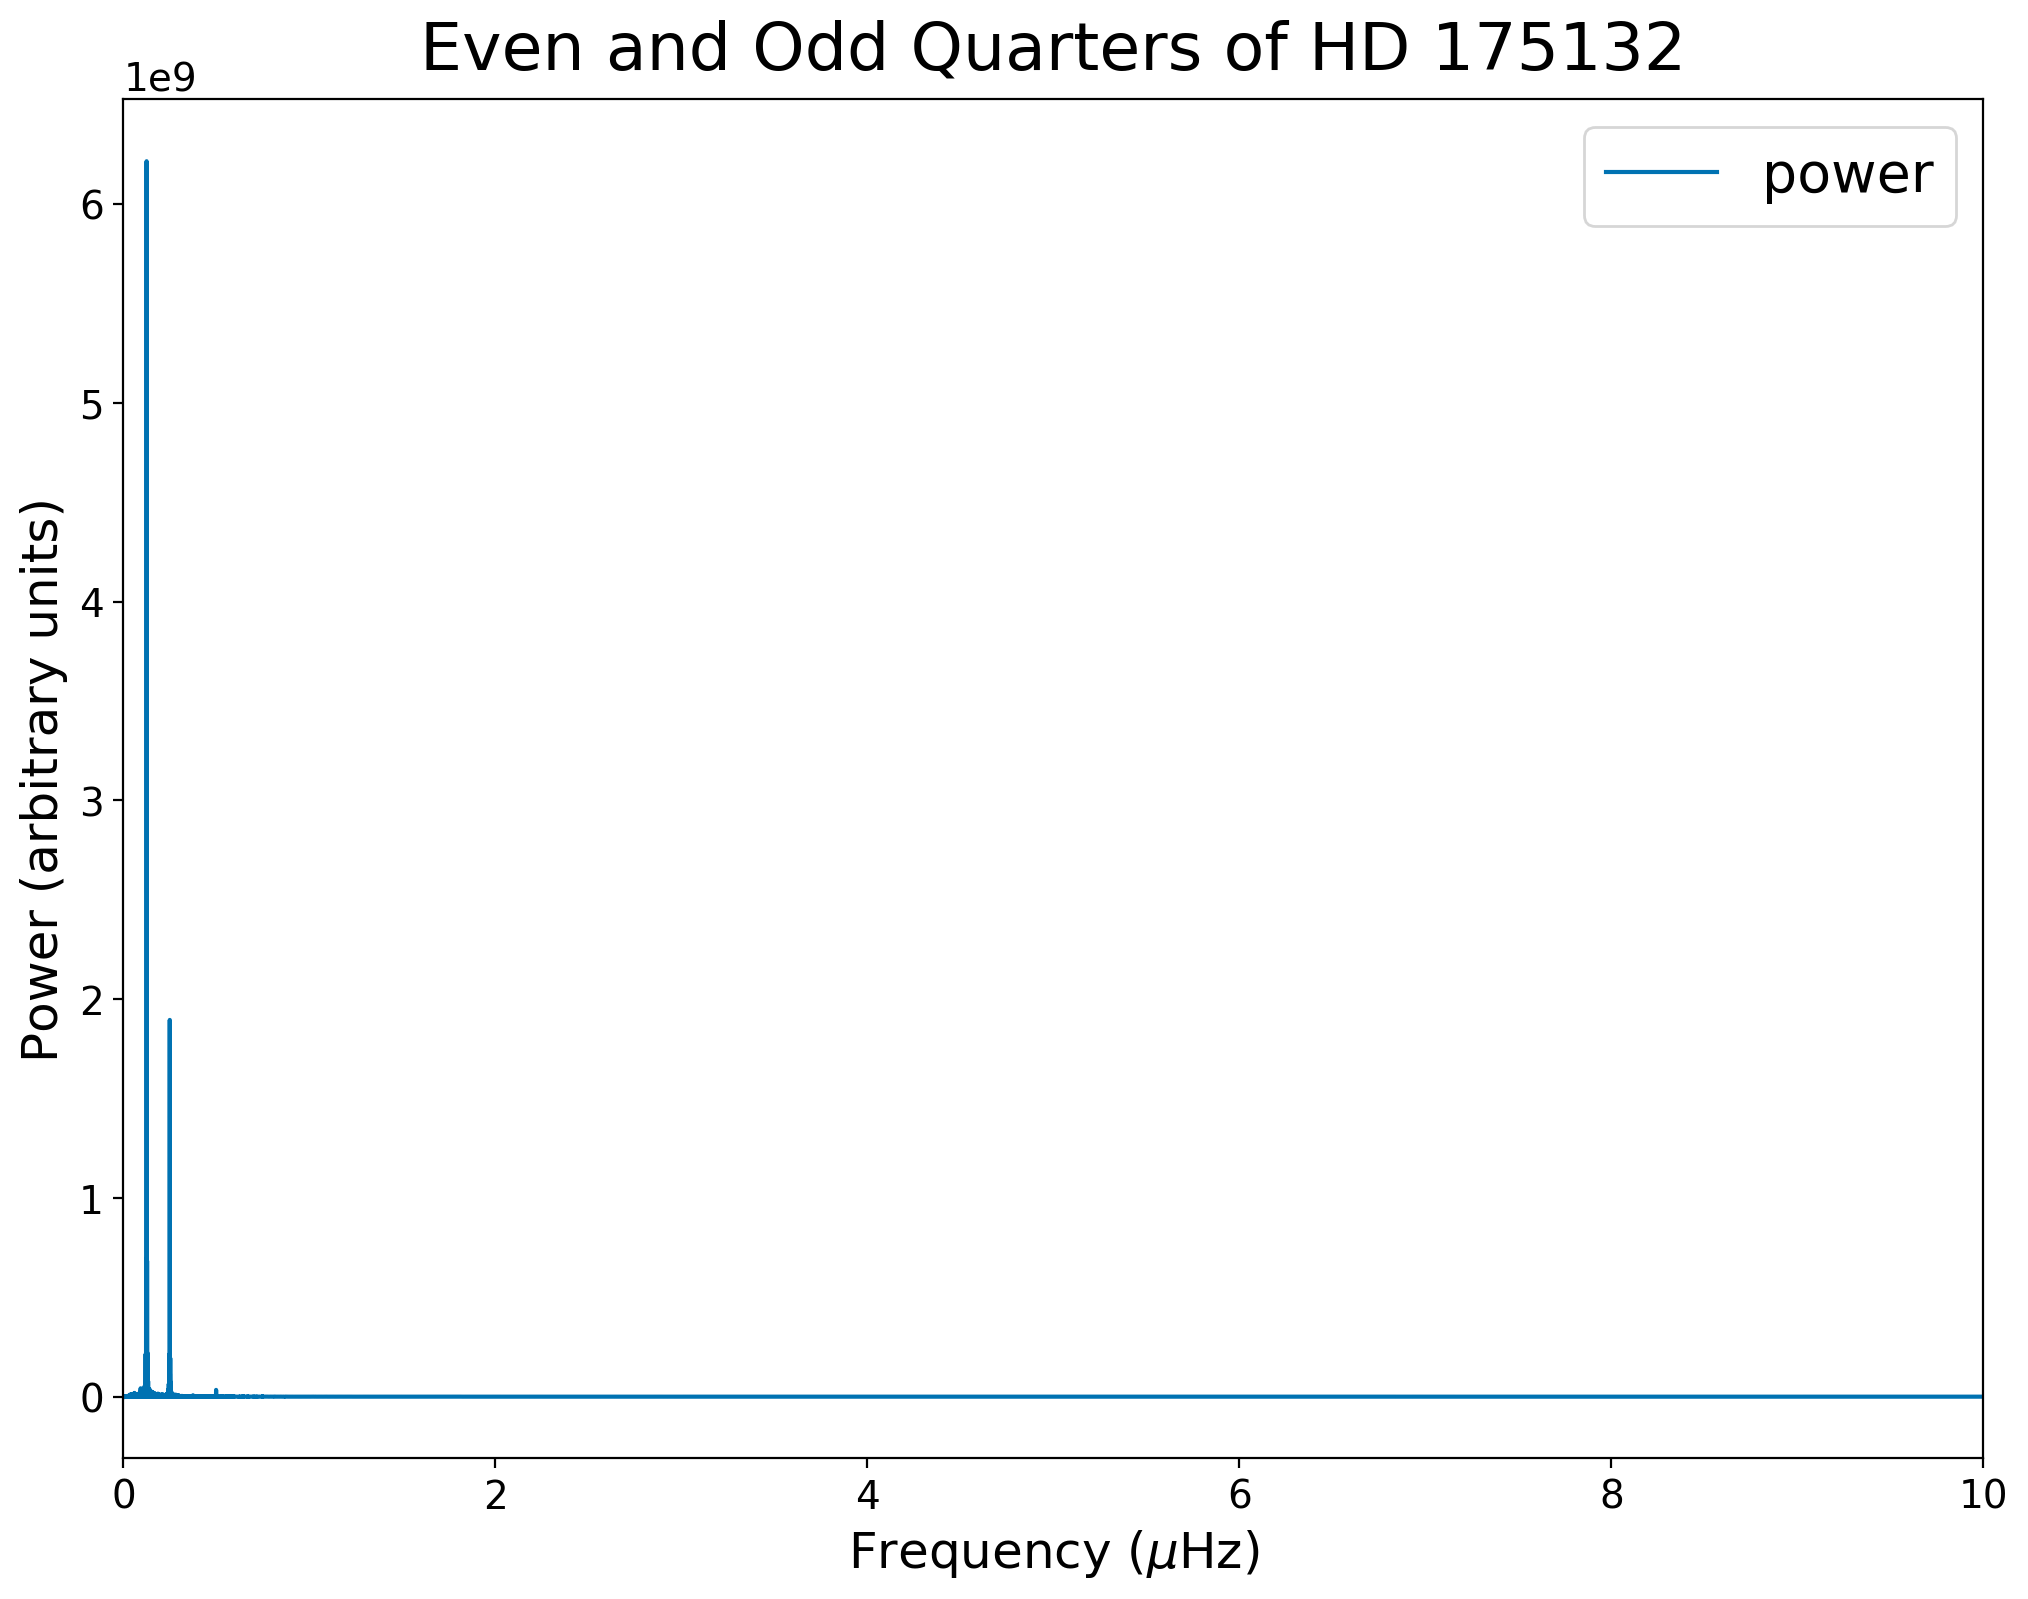 Even and Odd Quarters of HD 175132
1e9
power
6
5
4
3
2
1
0
Power (arbitrary units)
0 2 4 6 8 10
Frequency (μHz)